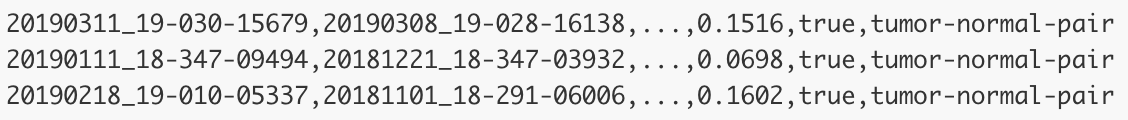 20190311_19-030-15679,20190308_19-028-16138,...,0.1516,true,tumor-normal-pair
20190111_18-347-09494,20181221_18-347-03932,...,0.0698,true,tumor-normal-pair
20190218_19-010-05337,20181101_18-291-06006,...,0.1602,true,tumor-normal-pair